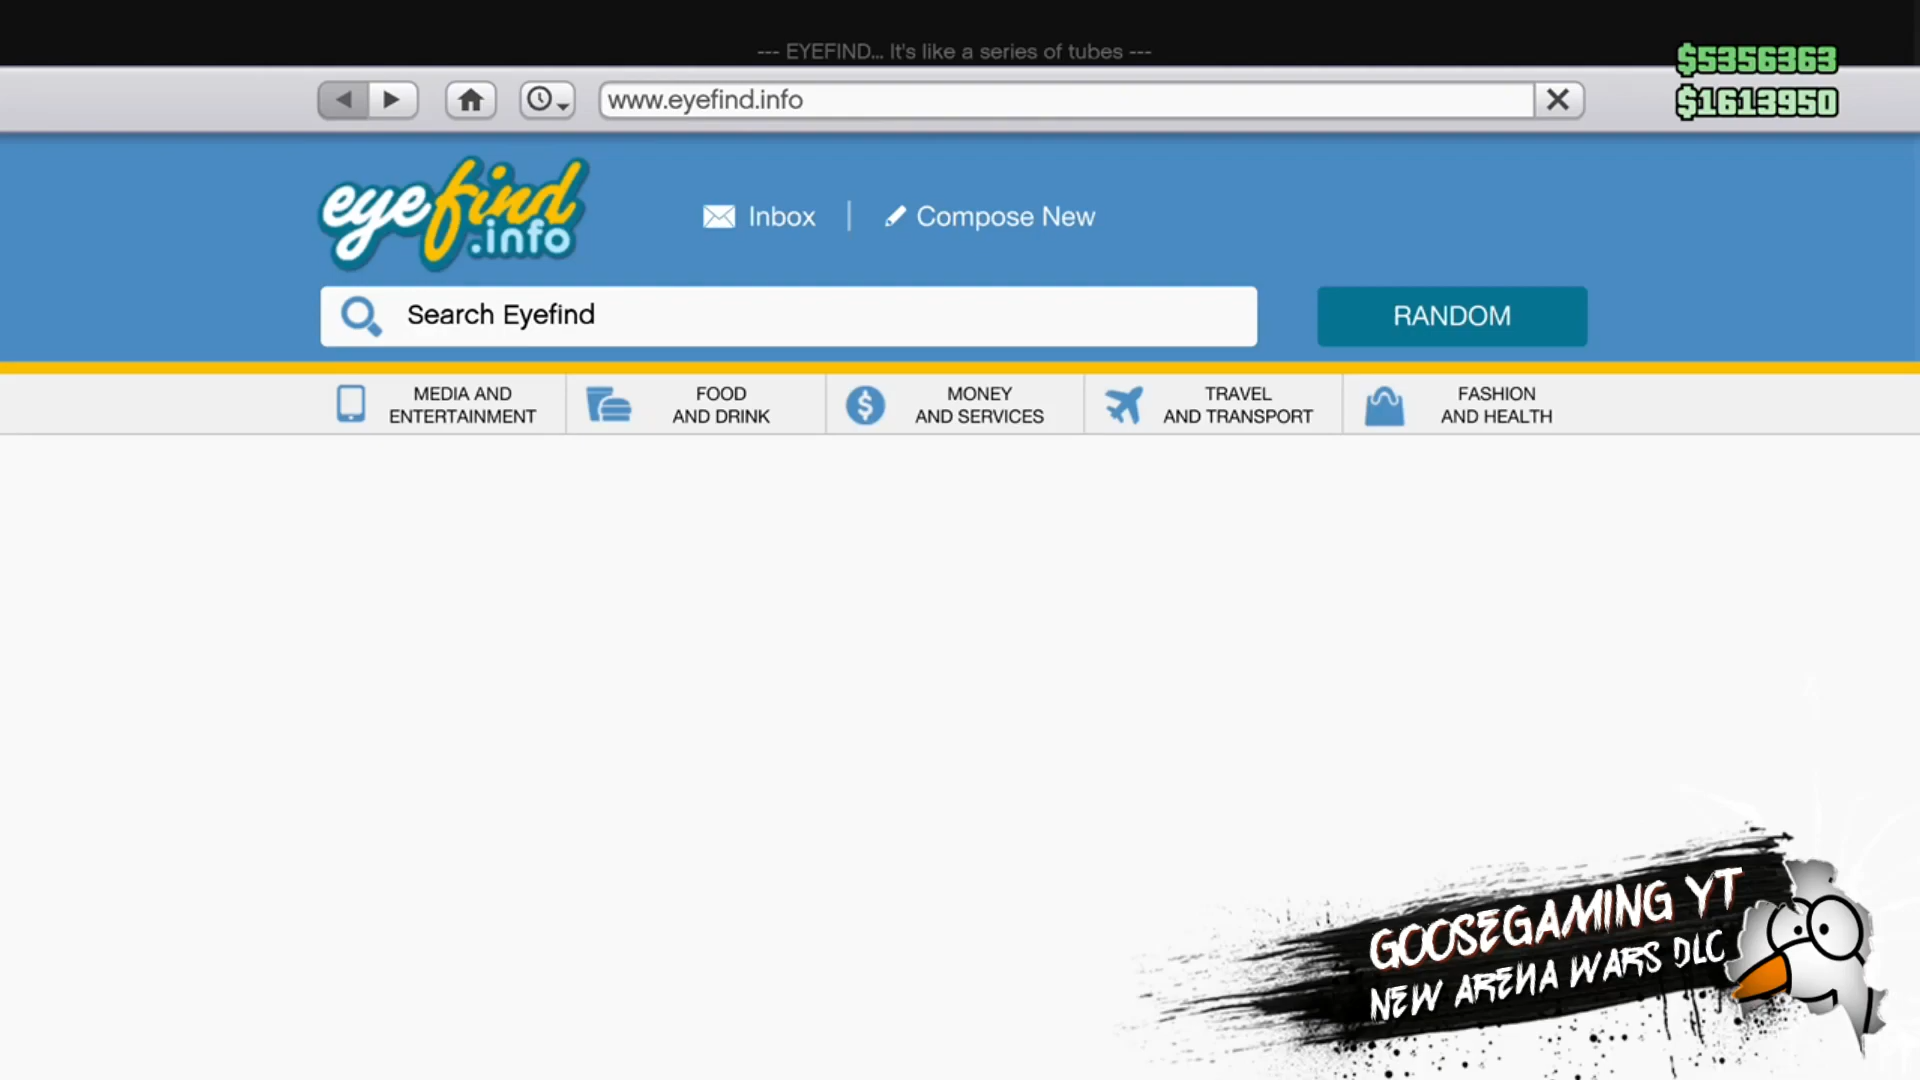 --- EYEFIND... It's like a series of tubes ---
$5356363
$1613950
www.eyefind.info
eyefind
.info
Inbox
Compose New
Search Eyefind
RANDOM
MEDIA AND
ENTERTAINMENT
FOOD
AND DRINK
MONEY
AND SERVICES
TRAVEL
AND TRANSPORT
FASHION
AND HEALTH
GOOSEGAMING YT
NEW ARENA WARS DLC